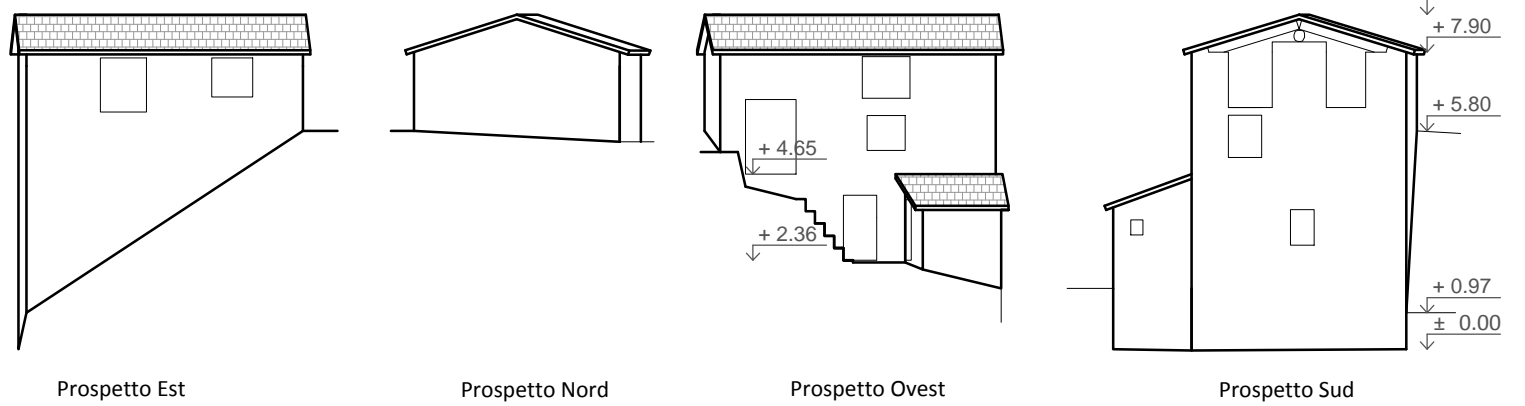 + 7.90
+ 5.80
+ 4.65
+ 2.36
+ 0.97
± 0.00
Prospetto Est
Prospetto Nord
Prospetto Ovest
Prospetto Sud